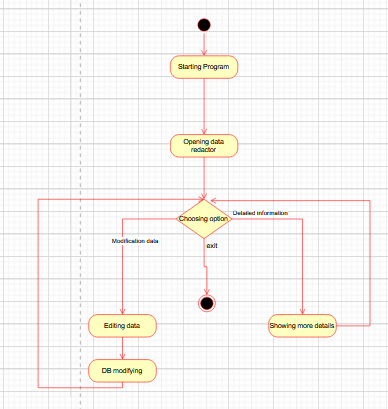 Starting Program
Opening data
redactor
Choosing option
Detailed information
Modification data
exit
Editing data
Showing more details
DB modifying